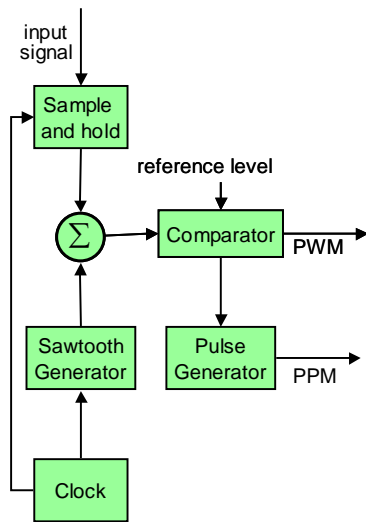 input
signal
Sample
and hold
reference level
Σ
Comparator
PWM
Sawtooth
Generator
Pulse
Generator
PPM
Clock